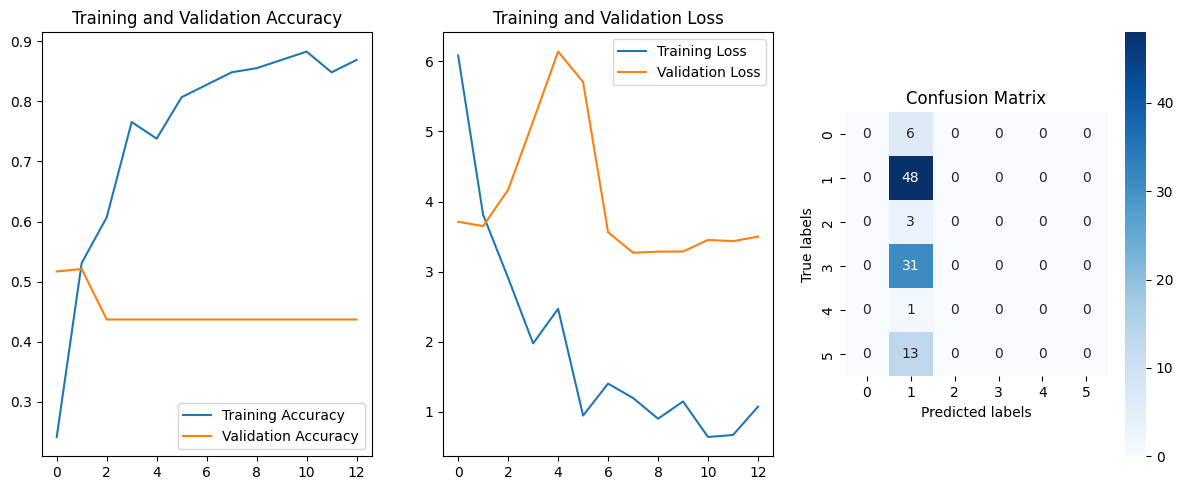 Training and Validation Accuracy
0.9
0.8
0.7
0.6
0.5
0.4
0.3
0 2 4 6 8 10 12
Training Accuracy
Validation Accuracy
Training and Validation Loss
6
5
4
3
2
1
0 2 4 6 8 10 12
Training Loss
Validation Loss
Confusion Matrix
True labels
0 0 6 0 0 0 0
1 0 48 0 0 0 0
2 0 3 0 0 0 0
3 0 31 0 0 0 0
4 0 1 0 0 0 0
5 0 13 0 0 0 0
0 1 2 3 4 5
Predicted labels
40
30
20
10
0